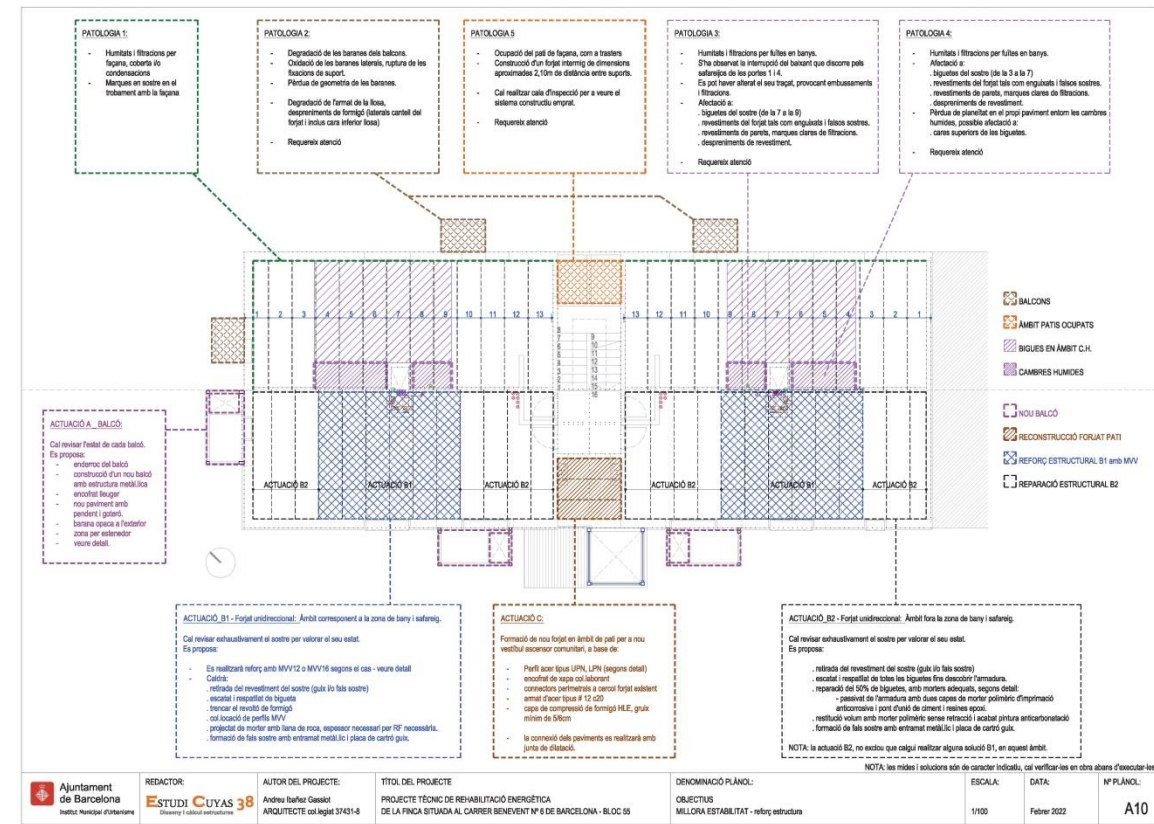 PATOLOGIA 1:
- Humitats i filtracions per
façana, coberta i/o
condensacions
- Marques en sostre en el
trobament amb la façana
PATOLOGIA 2:
- Degradació de les baranes dels balcons.
- Oxidació de les baranes laterals, ruptura de les
fixacions de suport.
- Pèrdua de geometria de les baranes.
- Degradació de l'armat de la llosa,
despreniments de formigó (laterals cantell del
forjat i inclus cara inferior llosa)
- Requereix atenció
PATOLOGIA 5
- Ocupació del pati de façana, com a trasters
- Construcció d'un forjat intermig de dimensions
aproximades 2,10m de distància entre suports.
- Cal realitzar cala d'inspecció per a veure el
sistema constructiu emprat.
- Requereix atenció
PATOLOGIA 3:
- Humitats i filtracions per fuites en banys.
- S'ha observat la interrupció del baixant que discorre pels
safareijos de les portes 1 i 4.
- Es pot haver alterat el seu traçat, provocant embussaments
i filtracions.
- Afectació a:
. biguetes del sostre (de la 7 a la 9)
. revestiments del forjat tals com enguixats i falsos sostres.
. revestiments de parets, marques clares de filtracions.
. despreniments de revestiment.
- Requereix atenció
PATOLOGIA 4:
- Humitats i filtracions per fuites en banys.
- Afectació a:
. biguetes del sostre (de la 3 a la 7)
. revestiments del forjat tals com enguixats i falsos sostres.
. revestiments de parets, marques clares de filtracions.
. despreniments de revestiment.
- Pèrdua de planeïtat en el propi paviment entorn les cambres
humides, possible afectació a:
. cares superiors de les biguetes.
- Requereix atenció
1 2 3 4 5 6 7 8 9 10 11 12 13
13 12 11 10 9 8 7 6 5 4 3 2 1
8 7 6 5 4 3 2 1
9 10 11 12 13 14 15 16
BALCONS
ÀMBIT PATIS OCUPATS
BIGUES EN ÀMBIT C.H.
CAMBRES HUMIDES
NOU BALCÓ
RECONSTRUCCIÓ FORJAT PATI
REFORÇ ESTRUCTURAL B1 amb MVV
REPARACIÓ ESTRUCTURAL B2
ACTUACIÓ A _ BALCÓ:
Cal revisar l'estat de cada balcó.
Es proposa:
- enderroc del balcó
- construcció d'un nou balcó
amb estructura metàl.lica
- encofrat lleuger
- nou paviment amb
pendent i goteró.
- barana opaca a l'exterior
- zona per estenedor
- veure detall.
ACTUACIÓ B2 ACTUACIÓ B1 ACTUACIÓ B2 ACTUACIÓ B2 ACTUACIÓ B1 ACTUACIÓ B2
ACTUACIÓ_B1 - Forjat unidireccional: Àmbit corresponent a la zona de bany i safareig.
Cal revisar exhaustivament el sostre per valorar el seu estat.
Es proposa:
- Es realitzarà reforç amb MVV12 o MVV16 segons el cas - veure detall
- Caldrà:
. retirada del revestiment del sostre (guix i/o fals sostre)
. escatat i respatllat de bigueta
. trencar el revoltó de formigó
. col.locació de perfils MVV
. projectat de morter amb llana de roca, espessor necessari per RF necessària.
. formació de fals sostre amb entramat metàl.lic i placa de cartró guix.
ACTUACIÓ C:
Formació de nou forjat en àmbit de pati per a nou
vestíbul ascensor comunitari, a base de:
- Perfil acer tipus UPN, LPN (segons detall)
- encofrat de xapa col.laborant
- connectors perimetrals a cercol forjat existent
- armat d'acer tipus # 12 c20
- capa de compressió de formigó HLE, gruix
mínim de 5/6cm
- la connexió dels paviments es realitzarà amb
junta de dilatació.
ACTUACIÓ_B2 - Forjat unidireccional: Àmbit fora la zona de bany i safareig.
Cal revisar exhaustivament el sostre per valorar el seu estat.
Es proposa:
. retirada del revestiment del sostre (guix i/o fals sostre)
. escatat i respatllat de totes les biguetes fins descobrir l'armadura.
. reparació del 50% de biguetes, amb morters adequats, segons detall:
- passivat de l'armadura amb dues capes de morter polimèric d'imprimació
anticorrosiva i pont d'unió de ciment i resines epoxi.
. restitució volum amb morter polimèric sense retracció i acabat pintura anticarbonatació
. formació de fals sostre amb entramat metàl.lic i placa de cartró guix.
NOTA: la actuació B2, no exclou que calgui realitzar alguna solució B1, en aquest àmbit.
NOTA: les mides i solucions són de caracter indicatiu, cal verificar-les en obra abans d'executar-les
Ajuntament
de Barcelona
Institut Municipal d'Urbanisme
REDACTOR:
ESTUDI CUYAS 38
Disseny i càlcul estructures
AUTOR DEL PROJECTE:
Andreu Ibañez Gassiot
ARQUITECTE col.legiat 37431-8
TÍTOL DEL PROJECTE
PROJECTE TÈCNIC DE REHABILITACIÓ ENERGÈTICA
DE LA FINCA SITUADA AL CARRER BENEVENT Nº 6 DE BARCELONA - BLOC 55
DENOMINACIÓ PLÀNOL:
OBJECTIUS
MILLORA ESTABILITAT - reforç estructura
ESCALA:
1/100
DATA:
Febrer 2022
Nº PLÀNOL:
A10